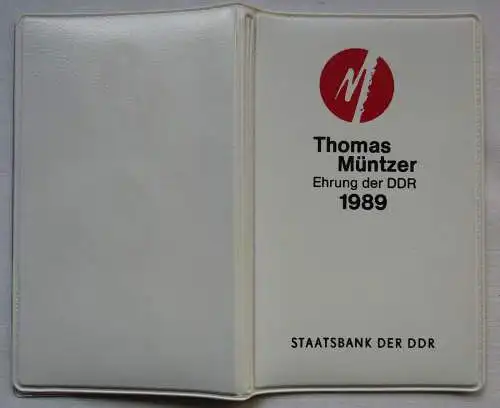 Thomas
Müntzer
Ehrung der DDR
1989
STAATSBANK DER DDR